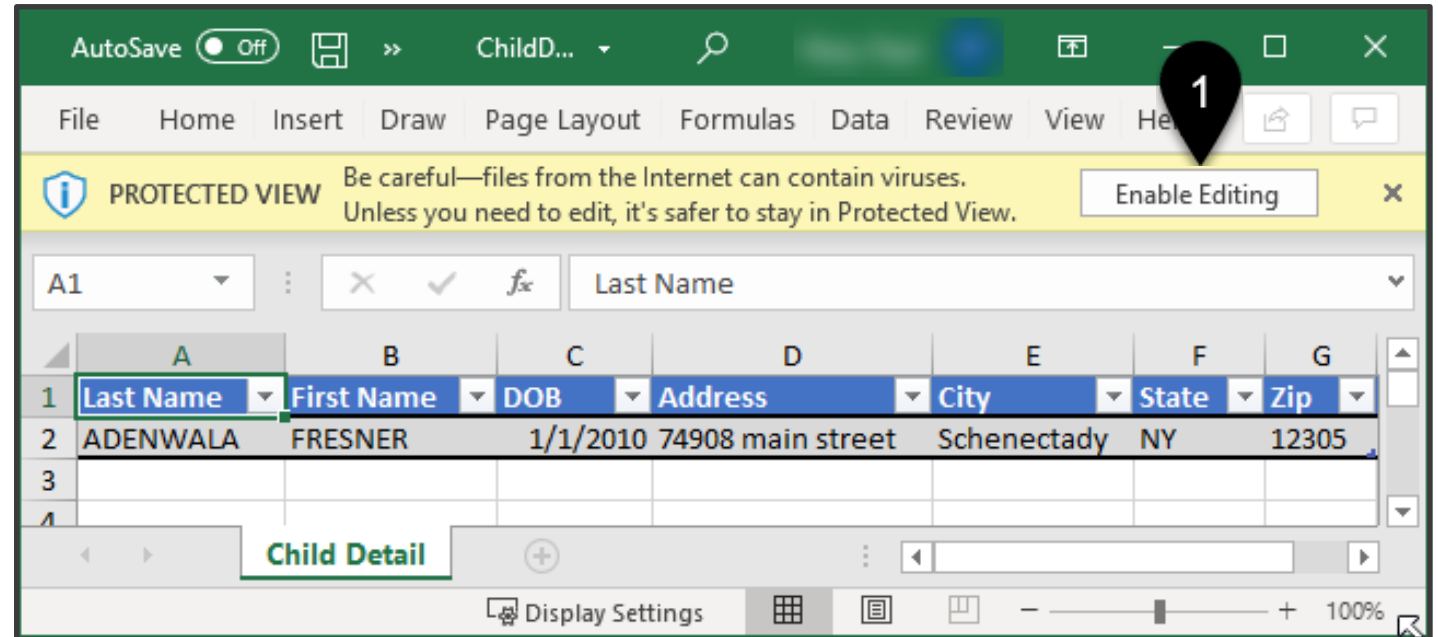 AutoSave Off » ChildD...
1
File Home Insert Draw Page Layout Formulas Data Review View He
PROTECTED VIEW Be careful—files from the Internet can contain viruses.
Unless you need to edit, it's safer to stay in Protected View. Enable Editing
A1 fx Last Name
A B C D E F G
1 Last Name First Name DOB Address City State Zip
2 ADENWALA FRESNER 1/1/2010 74908 main street Schenectady NY 12305
3
4
Child Detail
Display Settings 100%